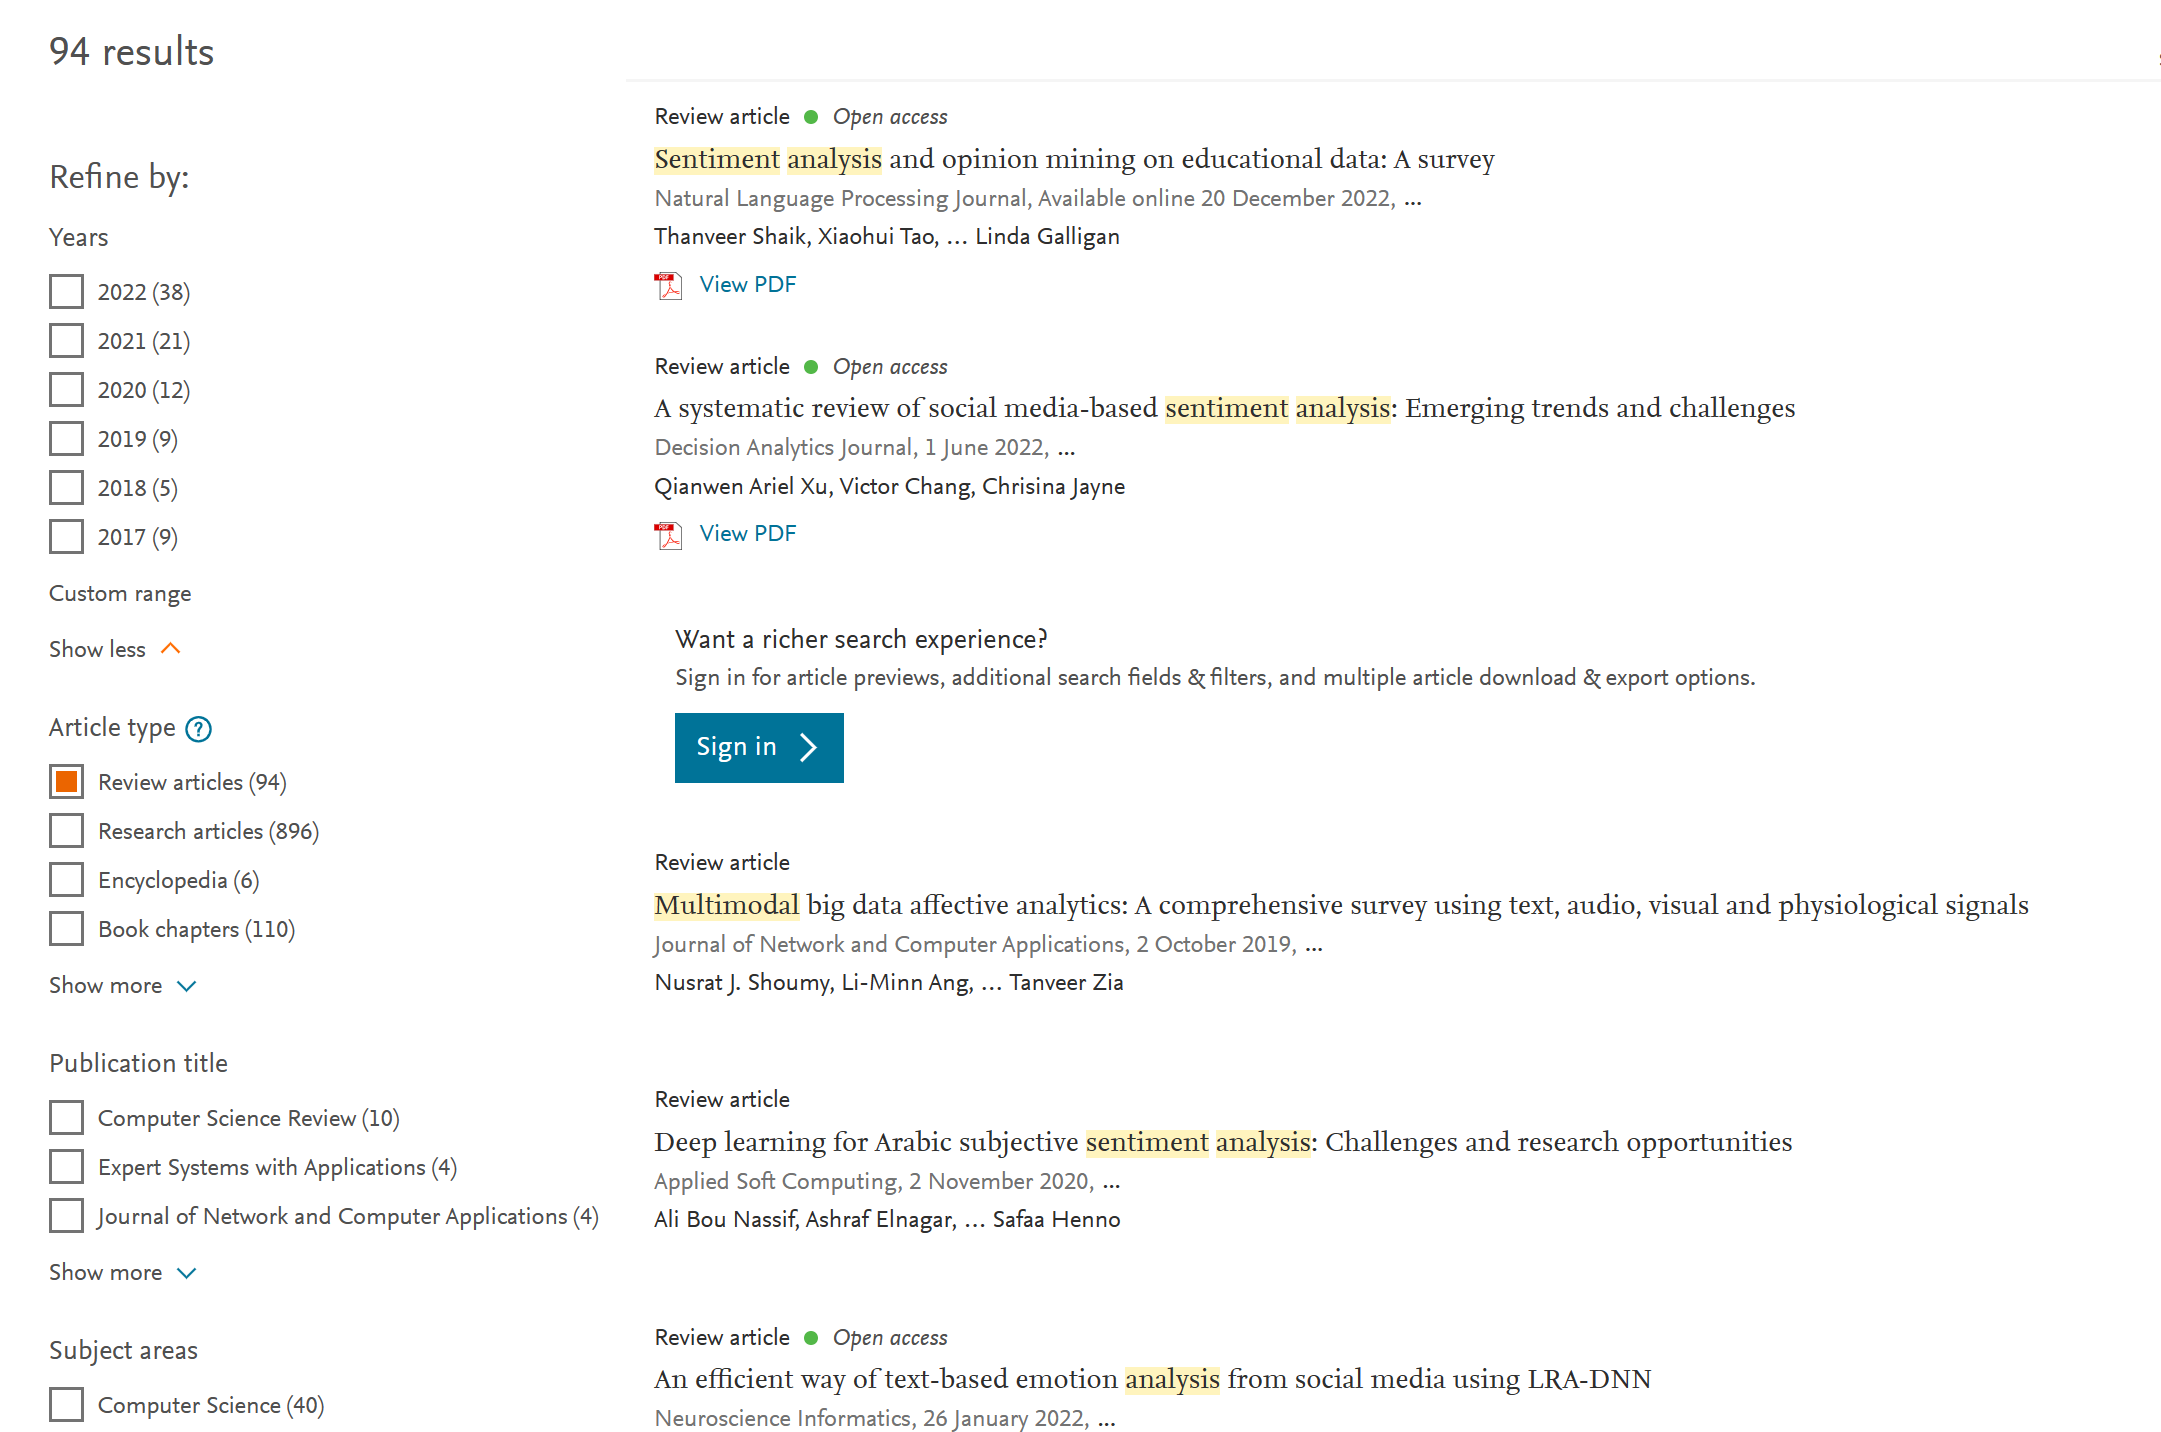 94 results
Refine by:
Years
2022 (38)
2021 (21)
2020 (12)
2019 (9)
2018 (5)
2017 (9)
Custom range
Show less
Article type ?
Review articles (94)
Research articles (896)
Encyclopedia (6)
Book chapters (110)
Show more
Publication title
Computer Science Review (10)
Expert Systems with Applications (4)
Journal of Network and Computer Applications (4)
Show more
Subject areas
Computer Science (40)
Review article Open access
Sentiment analysis and opinion mining on educational data: A survey
Natural Language Processing Journal, Available online 20 December 2022, ...
Thanveer Shaik, Xiaohui Tao, … Linda Galligan
PDF View PDF
Review article Open access
A systematic review of social media-based sentiment analysis: Emerging trends and challenges
Decision Analytics Journal, 1 June 2022, ...
Qianwen Ariel Xu, Victor Chang, Chrisina Jayne
PDF View PDF
Want a richer search experience?
Sign in for article previews, additional search fields & filters, and multiple article download & export options.
Sign in
Review article
Multimodal big data affective analytics: A comprehensive survey using text, audio, visual and physiological signals
Journal of Network and Computer Applications, 2 October 2019, ...
Nusrat J. Shoumy, Li-Minn Ang, … Tanveer Zia
Review article
Deep learning for Arabic subjective sentiment analysis: Challenges and research opportunities
Applied Soft Computing, 2 November 2020, ...
Ali Bou Nassif, Ashraf Elnagar, … Safaa Henno
Review article Open access
An efficient way of text-based emotion analysis from social media using LRA-DNN
Neuroscience Informatics, 26 January 2022, ...